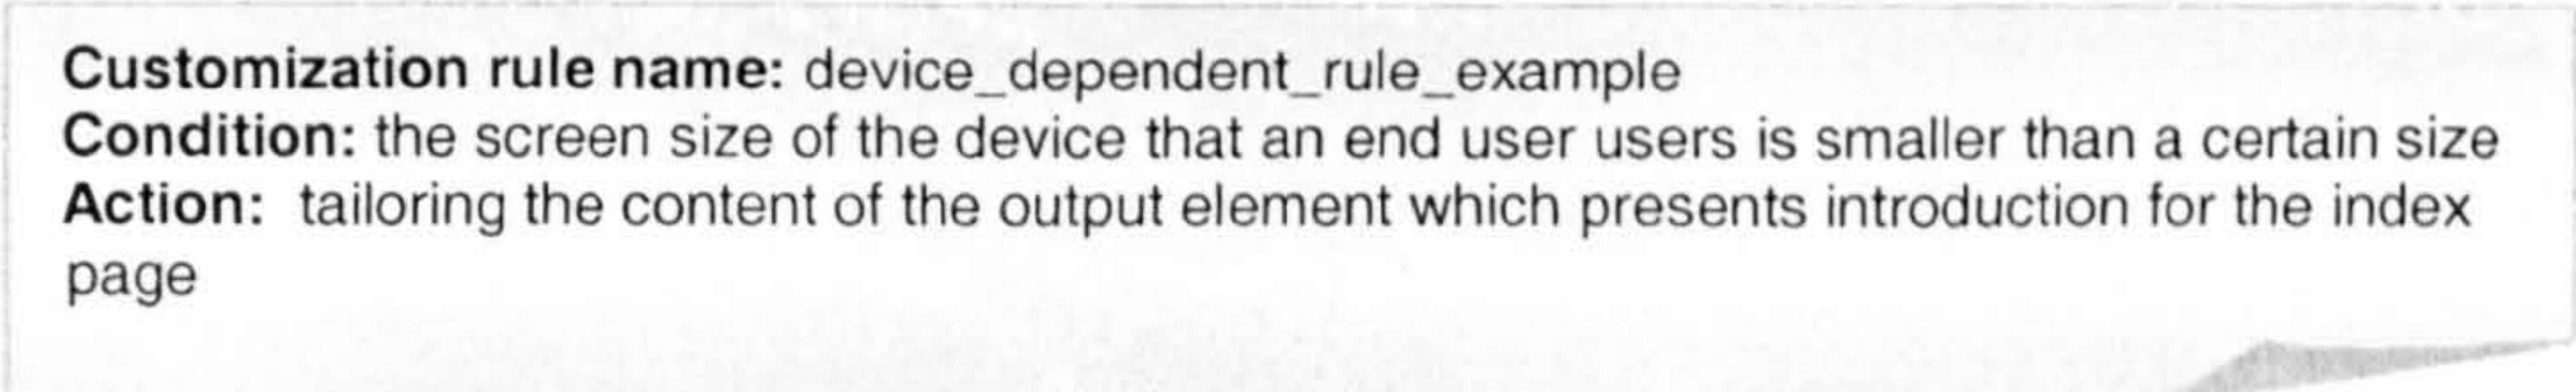 Customization rule name: device_dependent_rule_example
Condition: the screen size of the device that an end user users is smaller than a certain size
Action: tailoring the content of the output element which presents introduction for the index
page